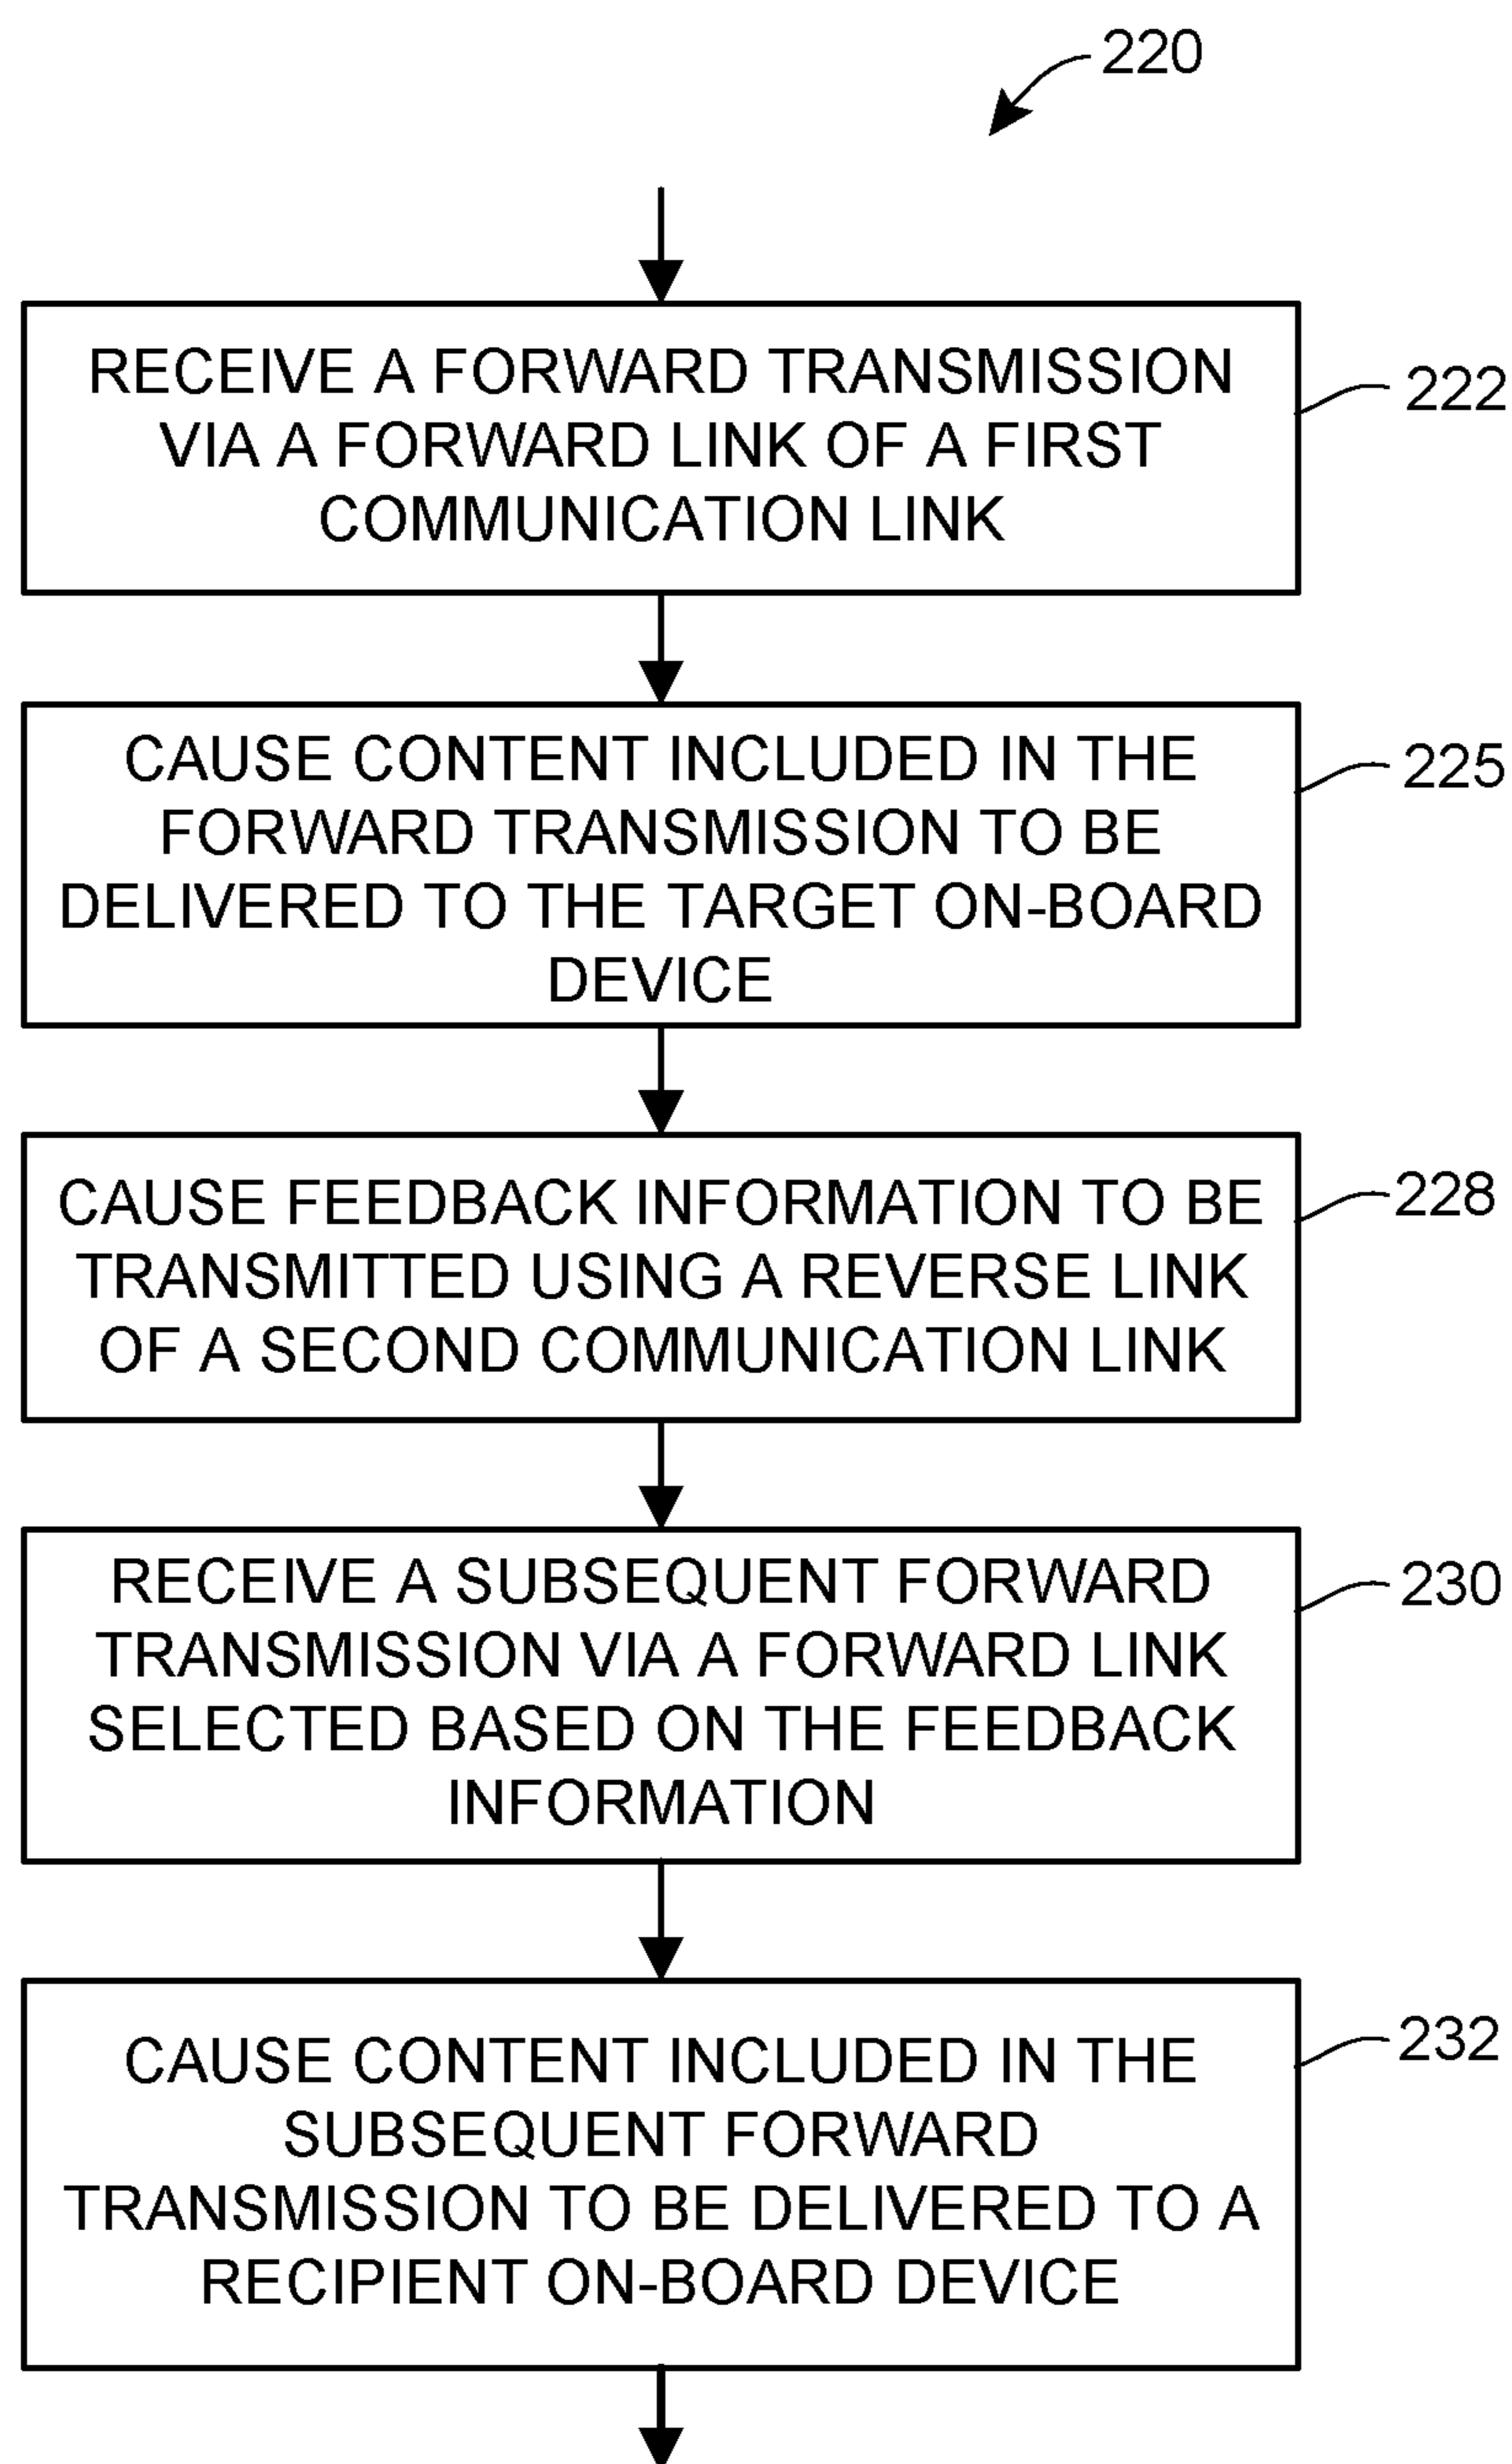 220
RECEIVE A FORWARD TRANSMISSION
VIA A FORWARD LINK OF A FIRST
COMMUNICATION LINK
222
CAUSE CONTENT INCLUDED IN THE
FORWARD TRANSMISSION TO BE
DELIVERED TO THE TARGET ON-BOARD
DEVICE
225
CAUSE FEEDBACK INFORMATION TO BE
TRANSMITTED USING A REVERSE LINK
OF A SECOND COMMUNICATION LINK
228
RECEIVE A SUBSEQUENT FORWARD
TRANSMISSION VIA A FORWARD LINK
SELECTED BASED ON THE FEEDBACK
INFORMATION
230
CAUSE CONTENT INCLUDED IN THE
SUBSEQUENT FORWARD
TRANSMISSION TO BE DELIVERED TO A
RECIPIENT ON-BOARD DEVICE
232